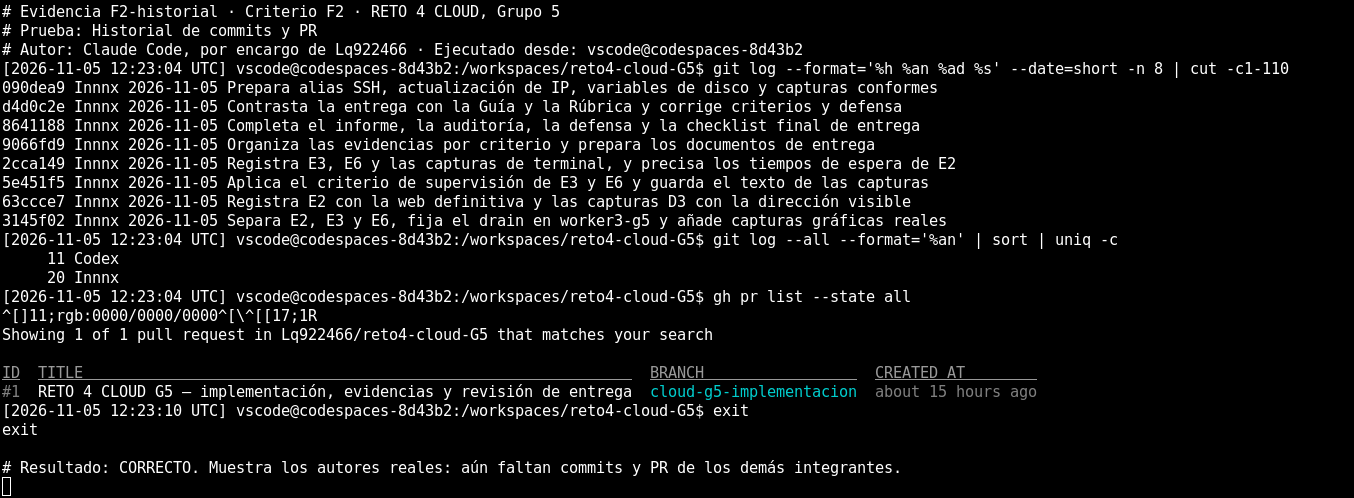 # Evidencia F2-historial · Criterio F2 · RETO 4 CLOUD, Grupo 5
# Prueba: Historial de commits y PR
# Autor: Claude Code, por encargo de Lq922466 · Ejecutado desde: vscode@codespaces-8d43b2
[2026-11-05 12:23:04 UTC] vscode@codespaces-8d43b2:/workspaces/reto4-cloud-G5$ git log --format='%h %an %ad %s' --date=short -n 8 | cut -c1-110
090dea9 Innnx 2026-11-05 Prepara alias SSH, actualización de IP, variables de disco y capturas conformes
d4d0c2e Innnx 2026-11-05 Contrasta la entrega con la Guía y la Rúbrica y corrige criterios y defensa
8641188 Innnx 2026-11-05 Completa el informe, la auditoría, la defensa y la checklist final de entrega
9066fd9 Innnx 2026-11-05 Organiza las evidencias por criterio y prepara los documentos de entrega
2cca149 Innnx 2026-11-05 Registra E3, E6 y las capturas de terminal, y precisa los tiempos de espera de E2
5e451f5 Innnx 2026-11-05 Aplica el criterio de supervisión de E3 y E6 y guarda el texto de las capturas
63ccce7 Innnx 2026-11-05 Registra E2 con la web definitiva y las capturas D3 con la dirección visible
3145f02 Innnx 2026-11-05 Separa E2, E3 y E6, fija el drain en worker3-g5 y añade capturas gráficas reales
[2026-11-05 12:23:04 UTC] vscode@codespaces-8d43b2:/workspaces/reto4-cloud-G5$ git log --all --format='%an' | sort | uniq -c
     11 Codex
     20 Innnx
[2026-11-05 12:23:04 UTC] vscode@codespaces-8d43b2:/workspaces/reto4-cloud-G5$ gh pr list --state all
^[]11;rgb:0000/0000/0000^[\^[[17;1R
Showing 1 of 1 pull request in Lq922466/reto4-cloud-G5 that matches your search

ID  TITLE  BRANCH  CREATED AT
#1  RETO 4 CLOUD G5 — implementación, evidencias y revisión de entrega  cloud-g5-implementacion  about 15 hours ago
[2026-11-05 12:23:10 UTC] vscode@codespaces-8d43b2:/workspaces/reto4-cloud-G5$ exit
exit

# Resultado: CORRECTO. Muestra los autores reales: aún faltan commits y PR de los demás integrantes.